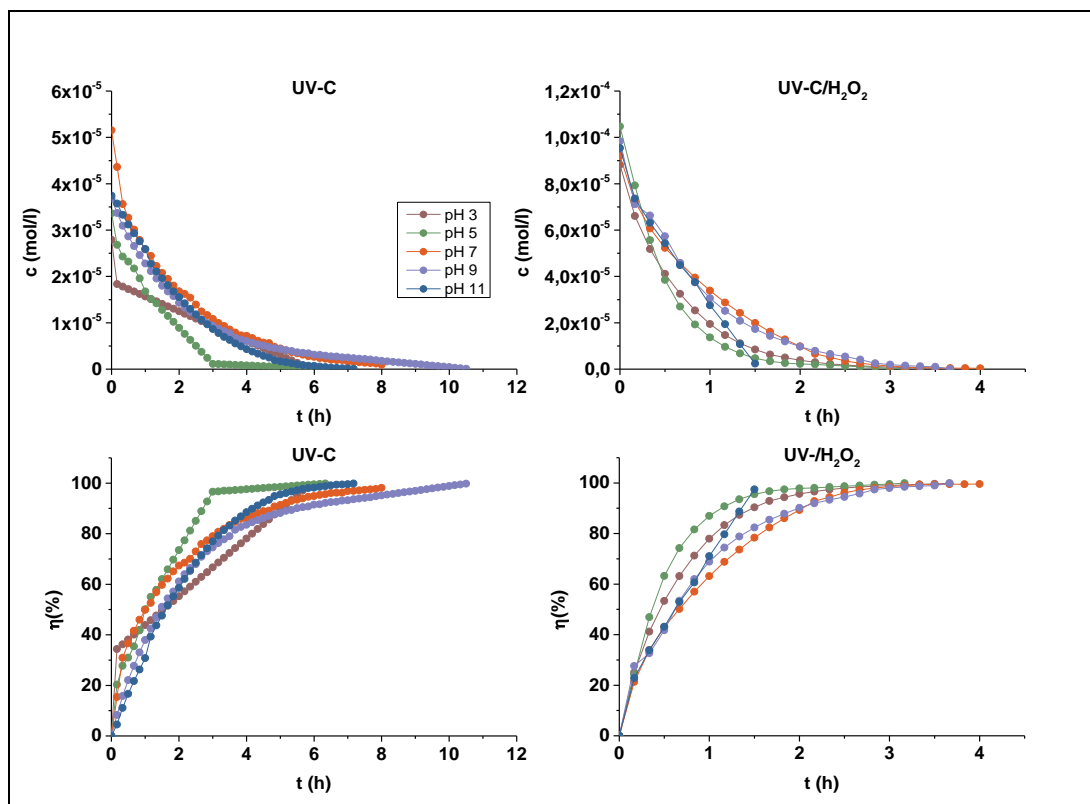 UV-C
6x10⁻⁵
5x10⁻⁵
4x10⁻⁵
3x10⁻⁵
2x10⁻⁵
1x10⁻⁵
0
c (mol/l)
0 2 4 6 8 10 12
t (h)
pH 3
pH 5
pH 7
pH 9
pH 11
UV-C/H₂O₂
1,2x10⁻⁴
1,0x10⁻⁴
8,0x10⁻⁵
6,0x10⁻⁵
4,0x10⁻⁵
2,0x10⁻⁵
0,0
c (mol/l)
0 1 2 3 4
t (h)
UV-C
100
80
60
40
20
0
η(%)
0 2 4 6 8 10 12
t (h)
UV-/H₂O₂
100
80
60
40
20
0
η(%)
0 1 2 3 4
t (h)